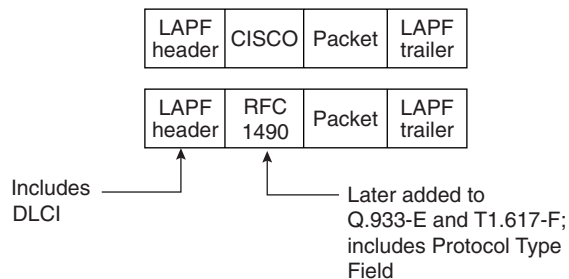 LAPF header CISCO Packet LAPF trailer
LAPF header RFC 1490 Packet LAPF trailer
Includes
DLCI
Later added to
Q.933-E and T1.617-F;
includes Protocol Type
Field